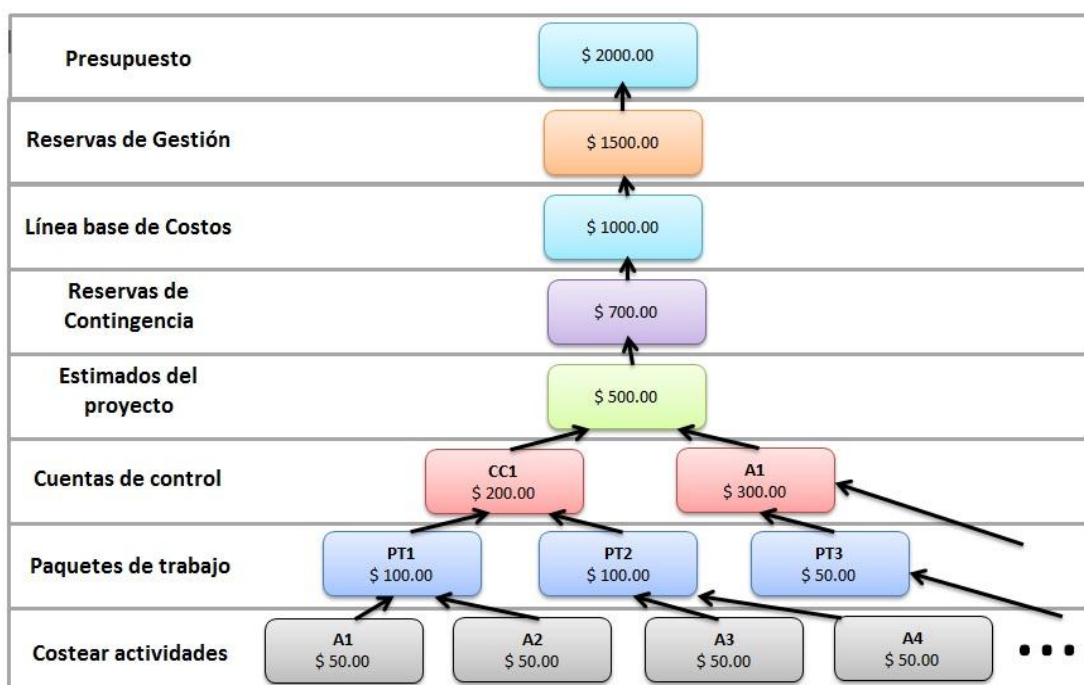 Presupuesto
$ 2000.00
Reservas de Gestión
$ 1500.00
Línea base de Costos
$ 1000.00
Reservas de
Contingencia
$ 700.00
Estimados del
proyecto
$ 500.00
Cuentas de control
CC1
$ 200.00
A1
$ 300.00
Paquetes de trabajo
PT1
$ 100.00
PT2
$ 100.00
PT3
$ 50.00
Costear actividades
A1
$ 50.00
A2
$ 50.00
A3
$ 50.00
A4
$ 50.00
...